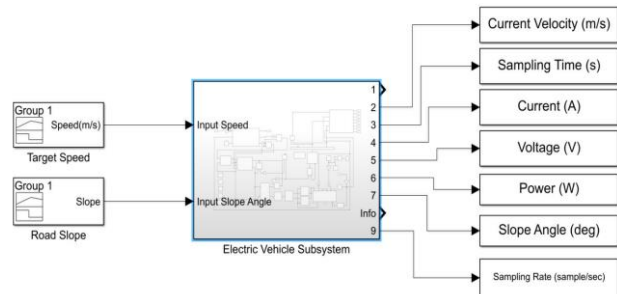 Group 1
Speed(m/s)
Target Speed
Group 1
Slope
Road Slope
Input Speed
Input Slope Angle
1
2
3
4
5
6
7
Info
9
Electric Vehicle Subsystem
Current Velocity (m/s)
Sampling Time (s)
Current (A)
Voltage (V)
Power (W)
Slope Angle (deg)
Sampling Rate (sample/sec)